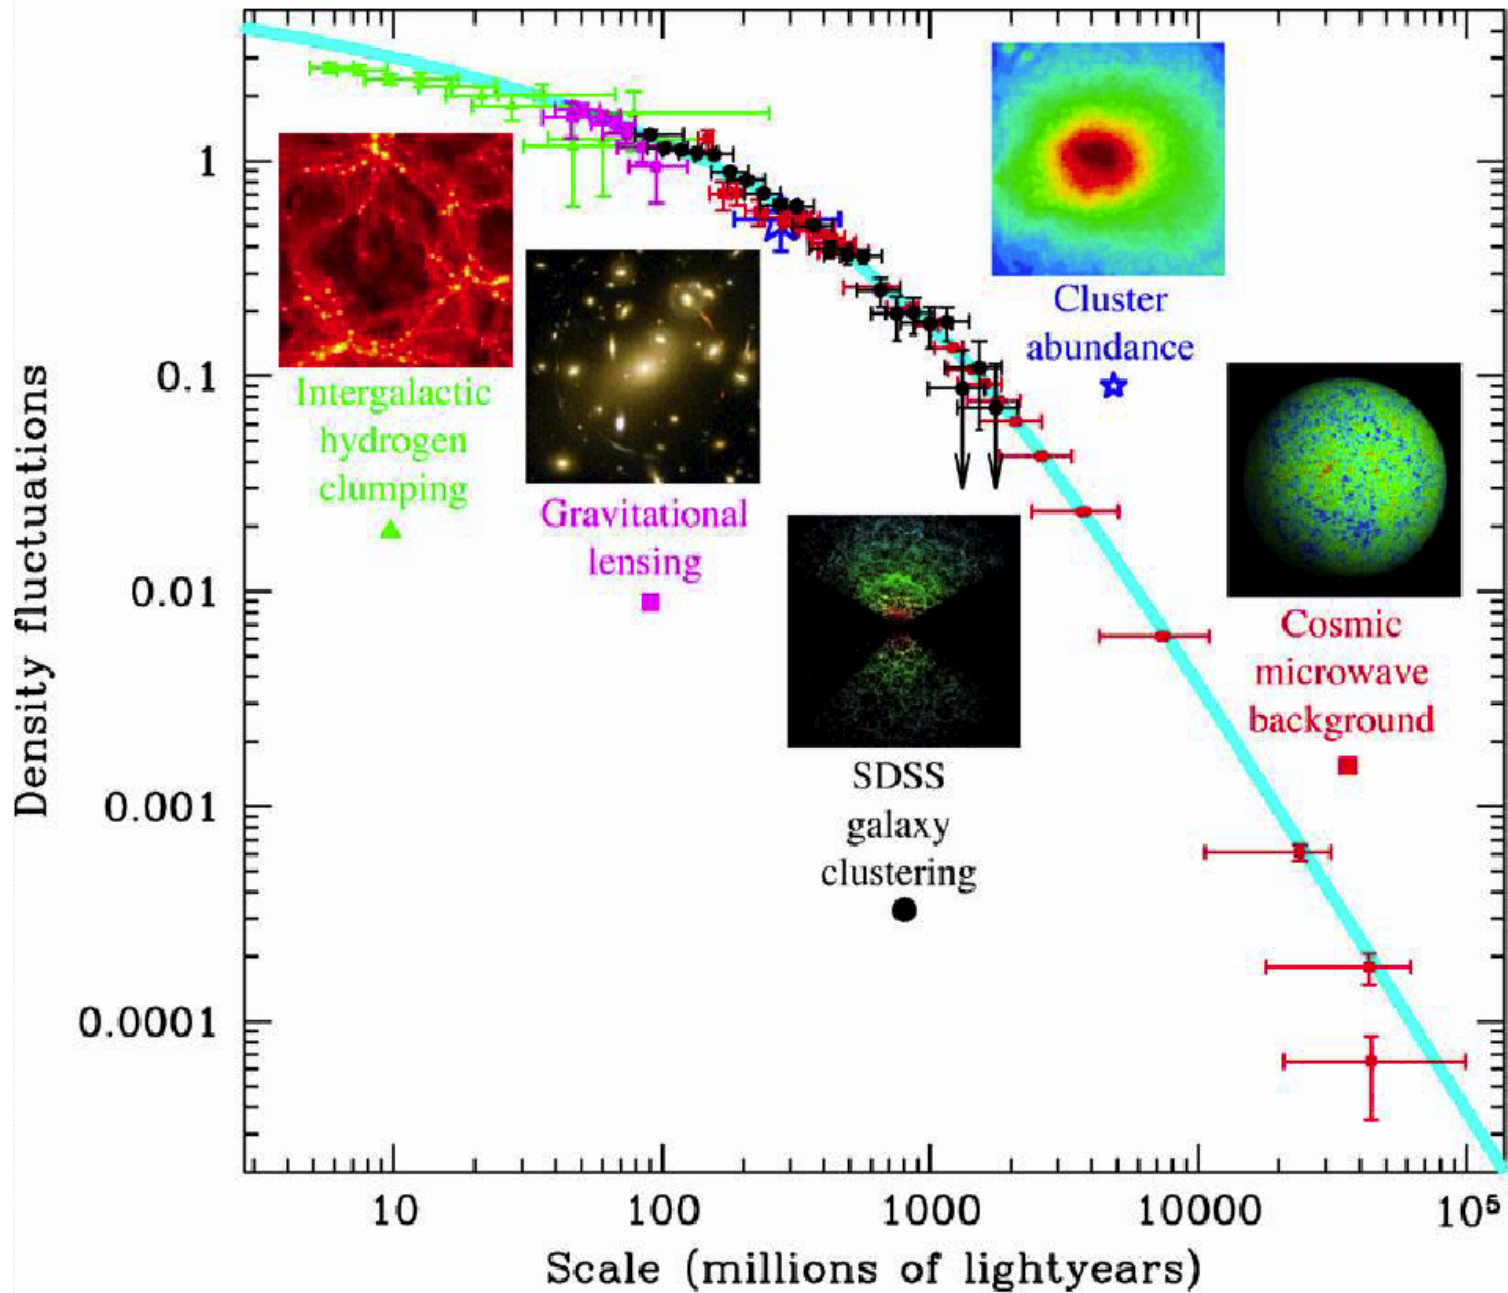 Density fluctuations
1
0.1
0.01
0.001
0.0001
Intergalactic
hydrogen
clumping
Gravitational
lensing
SDSS
galaxy
clustering
Cluster
abundance
Cosmic
microwave
background
10
100
1000
10000
10⁵
Scale (millions of lightyears)